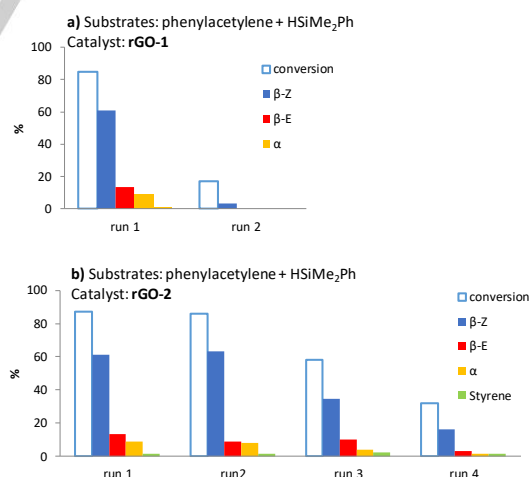 a) Substrates: phenylacetylene + HSiMe2Ph
Catalyst: rGO-1
100
80
60
40
20
0
%
conversion
β-Z
β-E
α
run 1
run 2
b) Substrates: phenylacetylene + HSiMe2Ph
Catalyst: rGO-2
100
80
60
40
20
0
%
conversion
β-Z
β-E
α
Styrene
run 1
run2
run 3
run 4